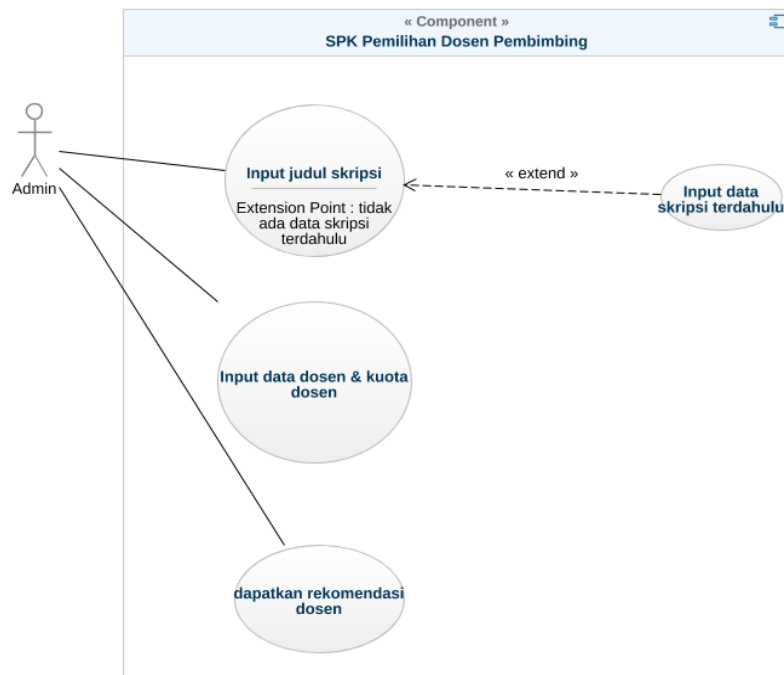 « Component »
SPK Pemilihan Dosen Pembimbing
Admin
Input judul skripsi
Extension Point : tidak
ada data skripsi
terdahulu
« extend »
Input data
skripsi terdahulu
Input data dosen & kuota
dosen
dapatkan rekomendasi
dosen